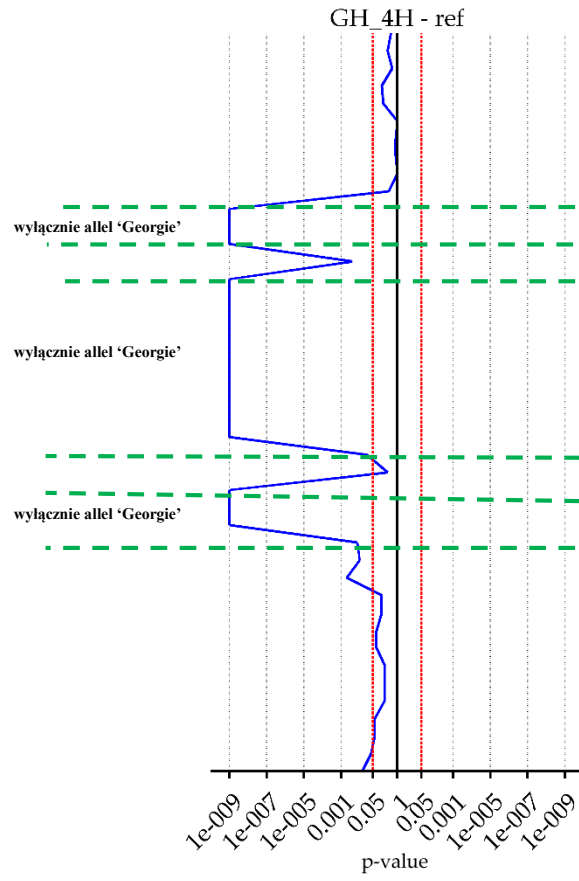 GH_4H - ref
wyłącznie allel ‘Georgie’
wyłącznie allel ‘Georgie’
wyłącznie allel ‘Georgie’
1e-009 1e-007 1e-005 0.001 0.05 1 0.05 0.001 1e-005 1e-007 1e-009
p-value